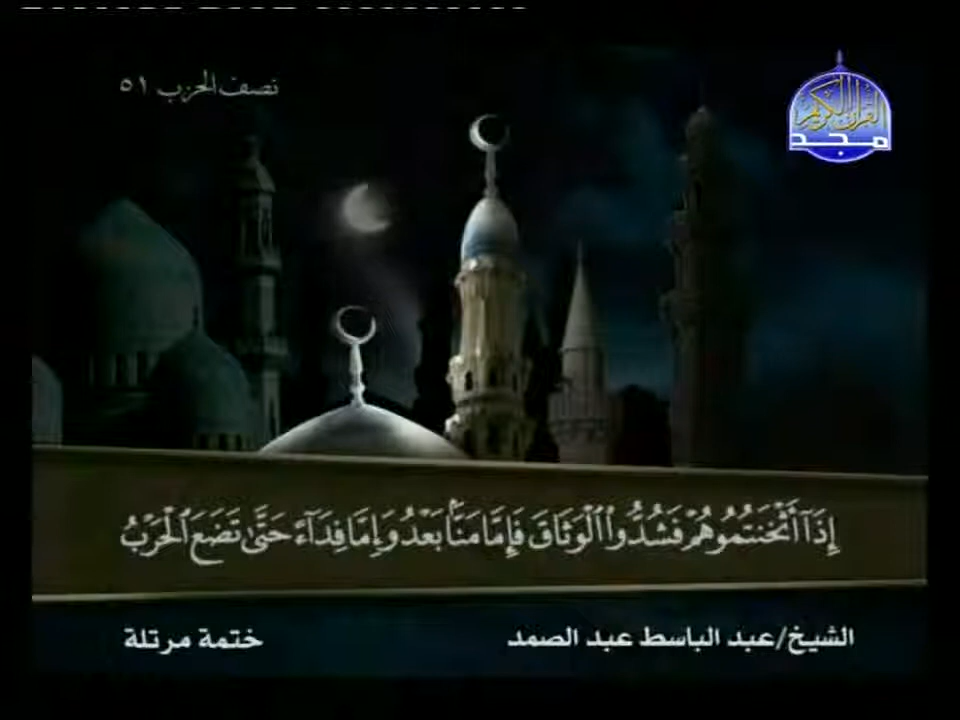 نصف الحزب ٥١
القرآن الكريم
مجد
إِذَآ أَثْخَنتُمُوهُمْ فَشُدُّوا۟ ٱلْوَثَاقَ فَإِمَّا مَنًّۢا بَعْدُ وَإِمَّا فِدَآءً حَتَّىٰ تَضَعَ ٱلْحَرْبُ
الشيخ/عبد الباسط عبد الصمد
ختمة مرتلة